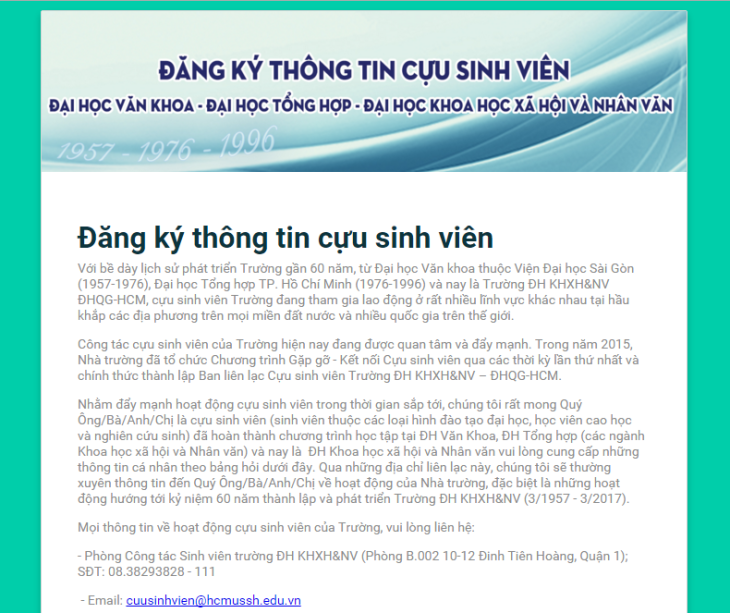 ĐĂNG KÝ THÔNG TIN CỰU SINH VIÊN
ĐẠI HỌC VĂN KHOA - ĐẠI HỌC TỔNG HỢP - ĐẠI HỌC KHOA HỌC XÃ HỘI VÀ NHÂN VĂN
1957 - 1976 - 1996
Đăng ký thông tin cựu sinh viên
Với bề dày lịch sử phát triển Trường gần 60 năm, từ Đại học Văn khoa thuộc Viện Đại học Sài Gòn
(1957-1976), Đại học Tổng hợp TP. Hồ Chí Minh (1976-1996) và nay là Trường ĐH KHXH&NV
ĐHQG-HCM, cựu sinh viên Trường đang tham gia lao động ở rất nhiều lĩnh vực khác nhau tại hầu
khắp các địa phương trên mọi miền đất nước và nhiều quốc gia trên thế giới.
Công tác cựu sinh viên của Trường hiện nay đang được quan tâm và đẩy mạnh. Trong năm 2015,
Nhà trường đã tổ chức Chương trình Gặp gỡ - Kết nối Cựu sinh viên qua các thời kỳ lần thứ nhất và
chính thức thành lập Ban liên lạc Cựu sinh viên Trường ĐH KHXH&NV – ĐHQG-HCM.
Nhằm đẩy mạnh hoạt động cựu sinh viên trong thời gian sắp tới, chúng tôi rất mong Quý
Ông/Bà/Anh/Chị là cựu sinh viên (sinh viên thuộc các loại hình đào tạo đại học, học viên cao học
và nghiên cứu sinh) đã hoàn thành chương trình học tập tại ĐH Văn Khoa, ĐH Tổng hợp (các ngành
Khoa học xã hội và Nhân văn) và nay là ĐH Khoa học xã hội và Nhân văn vui lòng cung cấp những
thông tin cá nhân theo bảng hỏi dưới đây. Qua những địa chỉ liên lạc này, chúng tôi sẽ thường
xuyên thông tin đến Quý Ông/Bà/Anh/Chị về hoạt động của Nhà trường, đặc biệt là những hoạt
động hướng tới kỷ niệm 60 năm thành lập và phát triển Trường ĐH KHXH&NV (3/1957 - 3/2017).
Mọi thông tin về hoạt động cựu sinh viên của Trường, vui lòng liên hệ:
- Phòng Công tác Sinh viên trường ĐH KHXH&NV (Phòng B.002 10-12 Đinh Tiên Hoàng, Quận 1);
SĐT: 08.38293828 - 111
- Email: cuusinhvien@hcmussh.edu.vn